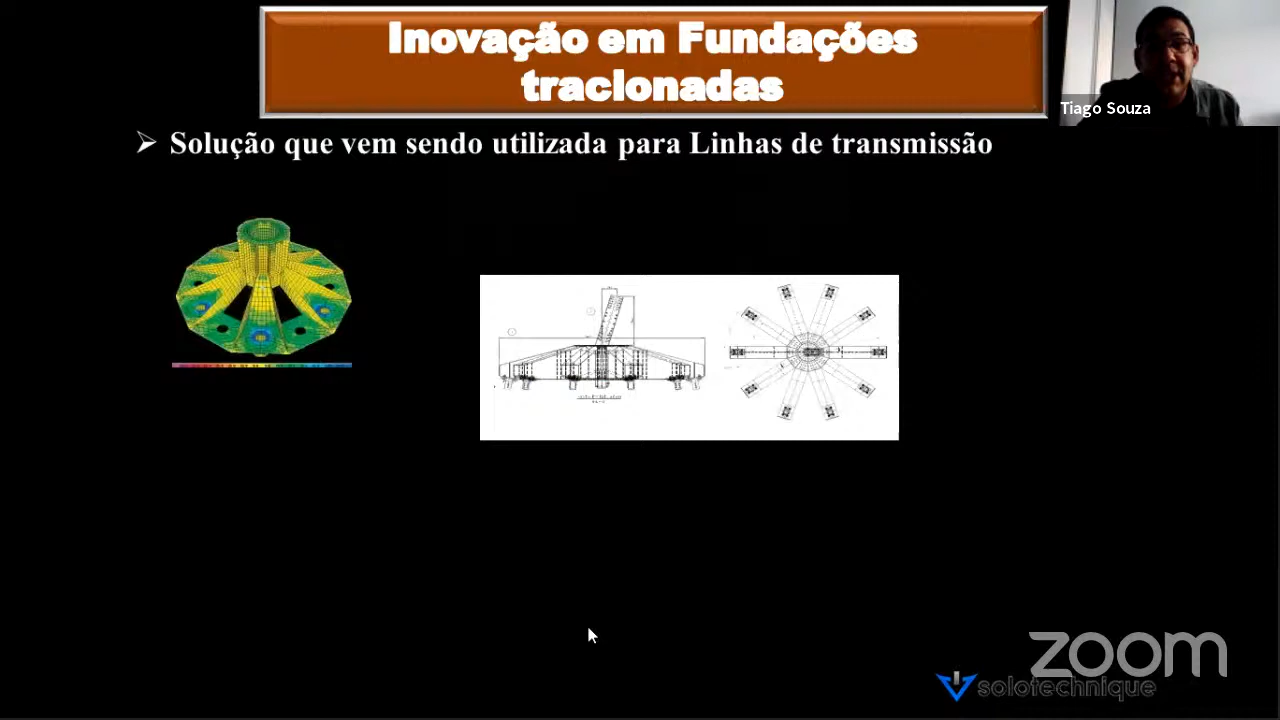 Inovação em Fundações
tracionadas
Tiago Souza
Solução que vem sendo utilizada para Linhas de transmissão
zoom
solotechnique